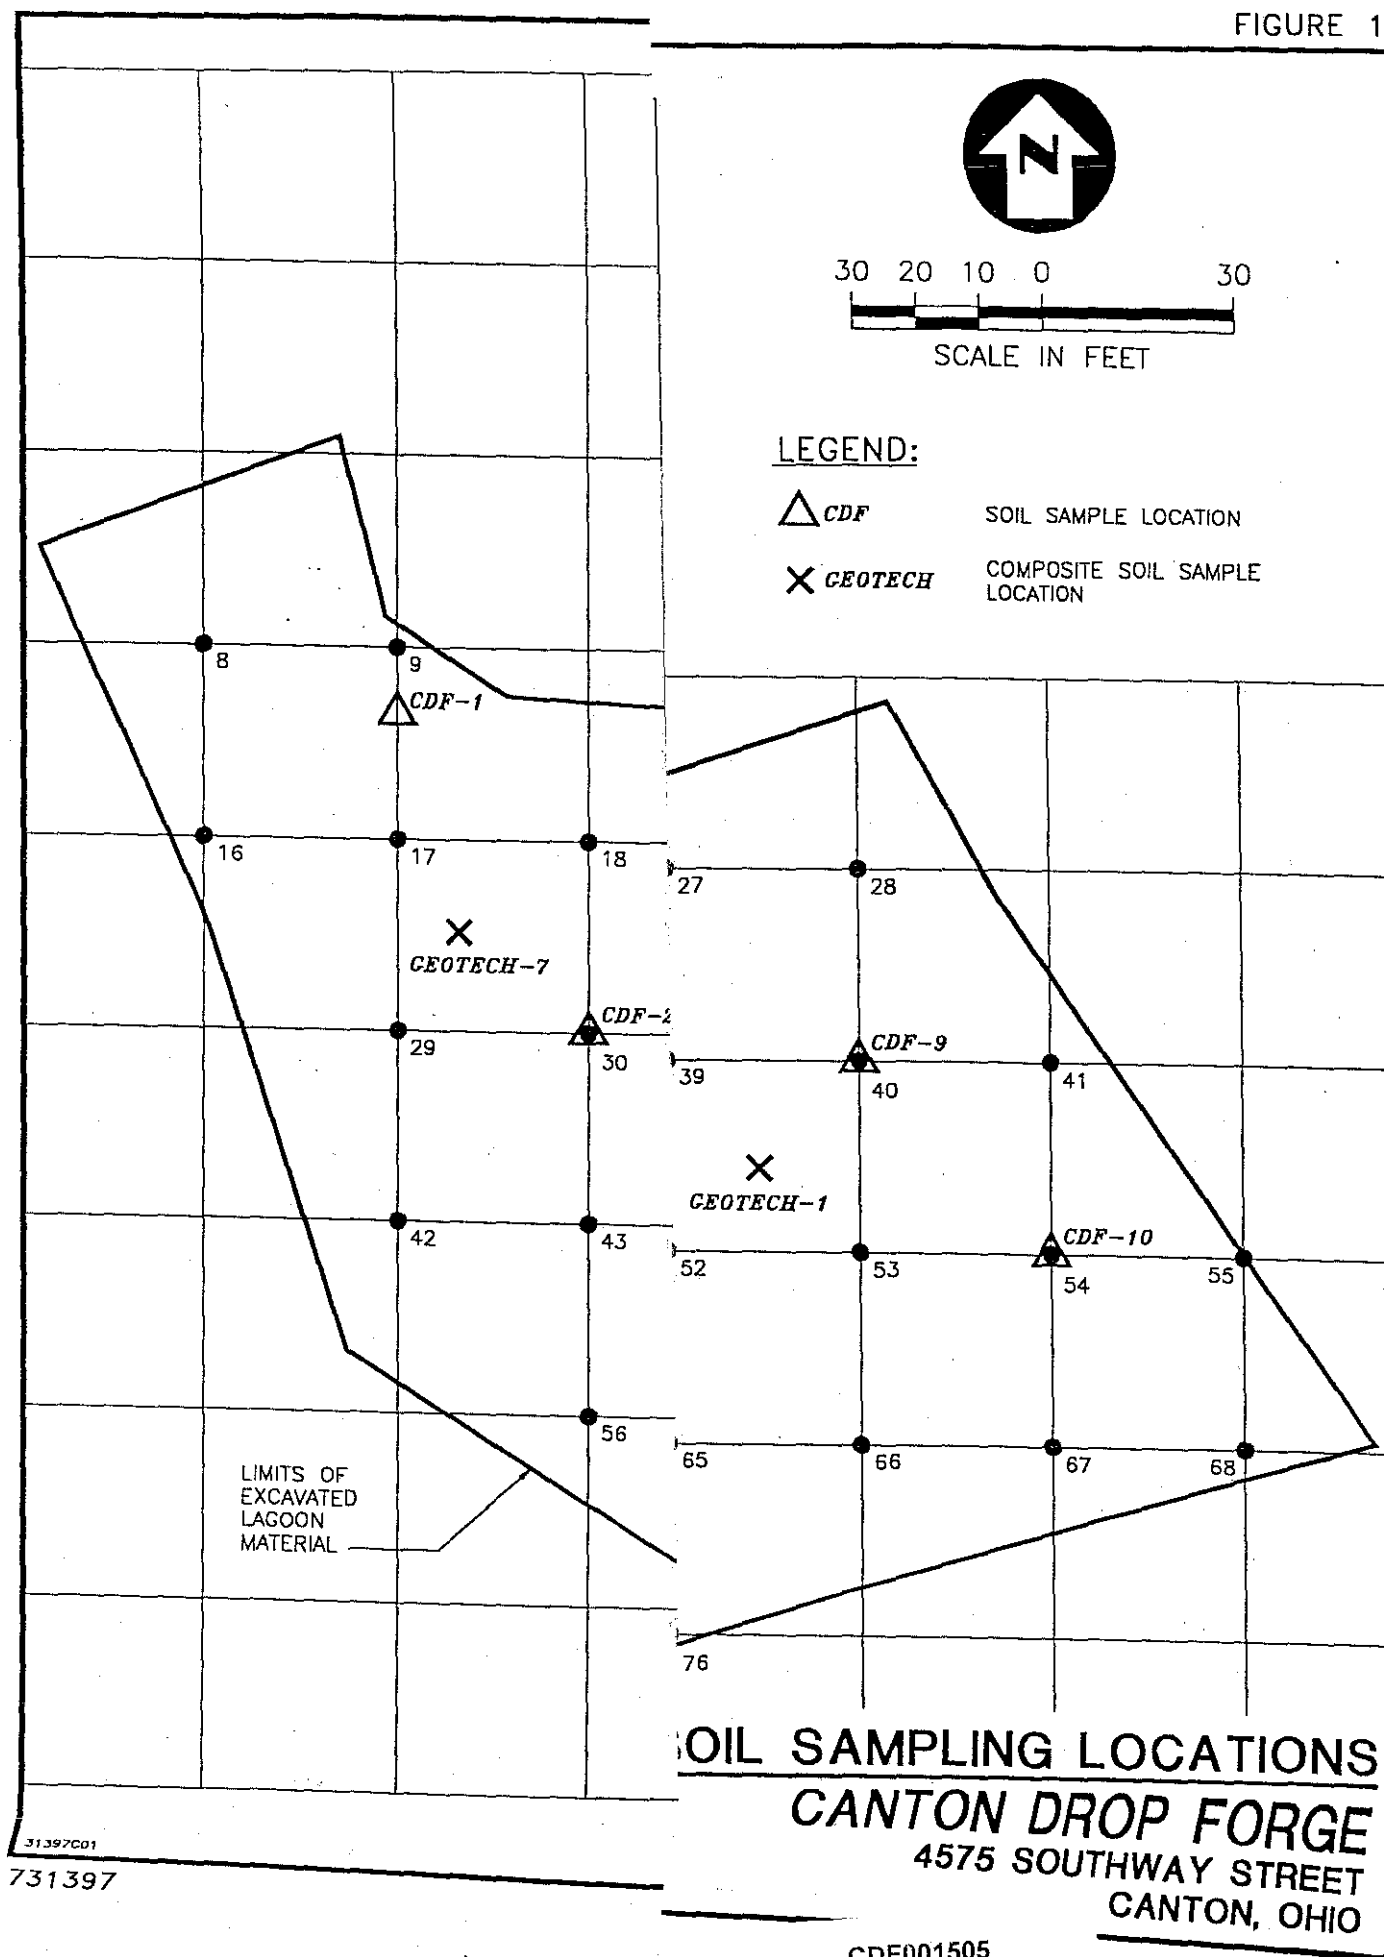 FIGURE 1
N
30 20 10 0 30
SCALE IN FEET
LEGEND:
CDF SOIL SAMPLE LOCATION
GEOTECH COMPOSITE SOIL SAMPLE
LOCATION
8
9
CDF-1
16
17
18
27
28
GEOTECH-7
CDF-2
29
30
CDF-9
39
40
41
GEOTECH-1
42
43
CDF-10
52
53
54
55
56
65
66
67
68
LIMITS OF
EXCAVATED
LAGOON
MATERIAL
76
OIL SAMPLING LOCATIONS
CANTON DROP FORGE
4575 SOUTHWAY STREET
CANTON, OHIO
31397C01
731397
CDF001505